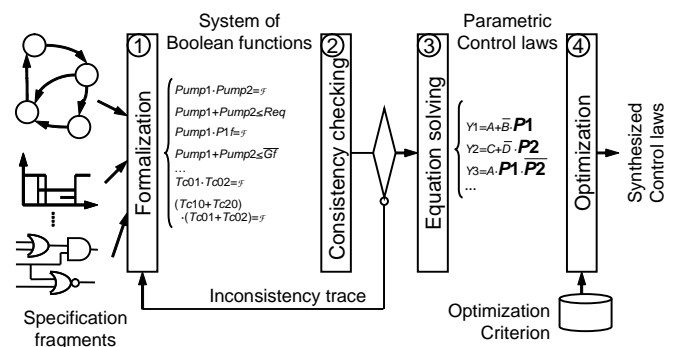 System of
Boolean functions
Parametric
Control laws
1
Formalization
Pump1·Pump2=ℱ
Pump1+Pump2≤Req
Pump1·P1f=ℱ
Pump1+Pump2≤G̅f̅
...
Tc01·Tc02=ℱ
(Tc10+Tc20)
·(Tc01+Tc02)=ℱ
2
Consistency checking
3
Equation solving
Y1=A+B̅·P1
Y2=C+D̅·P2
Y3=A·P1·P̅2̅
...
4
Optimization
Synthesized
Control laws
Inconsistency trace
Specification
fragments
Optimization
Criterion